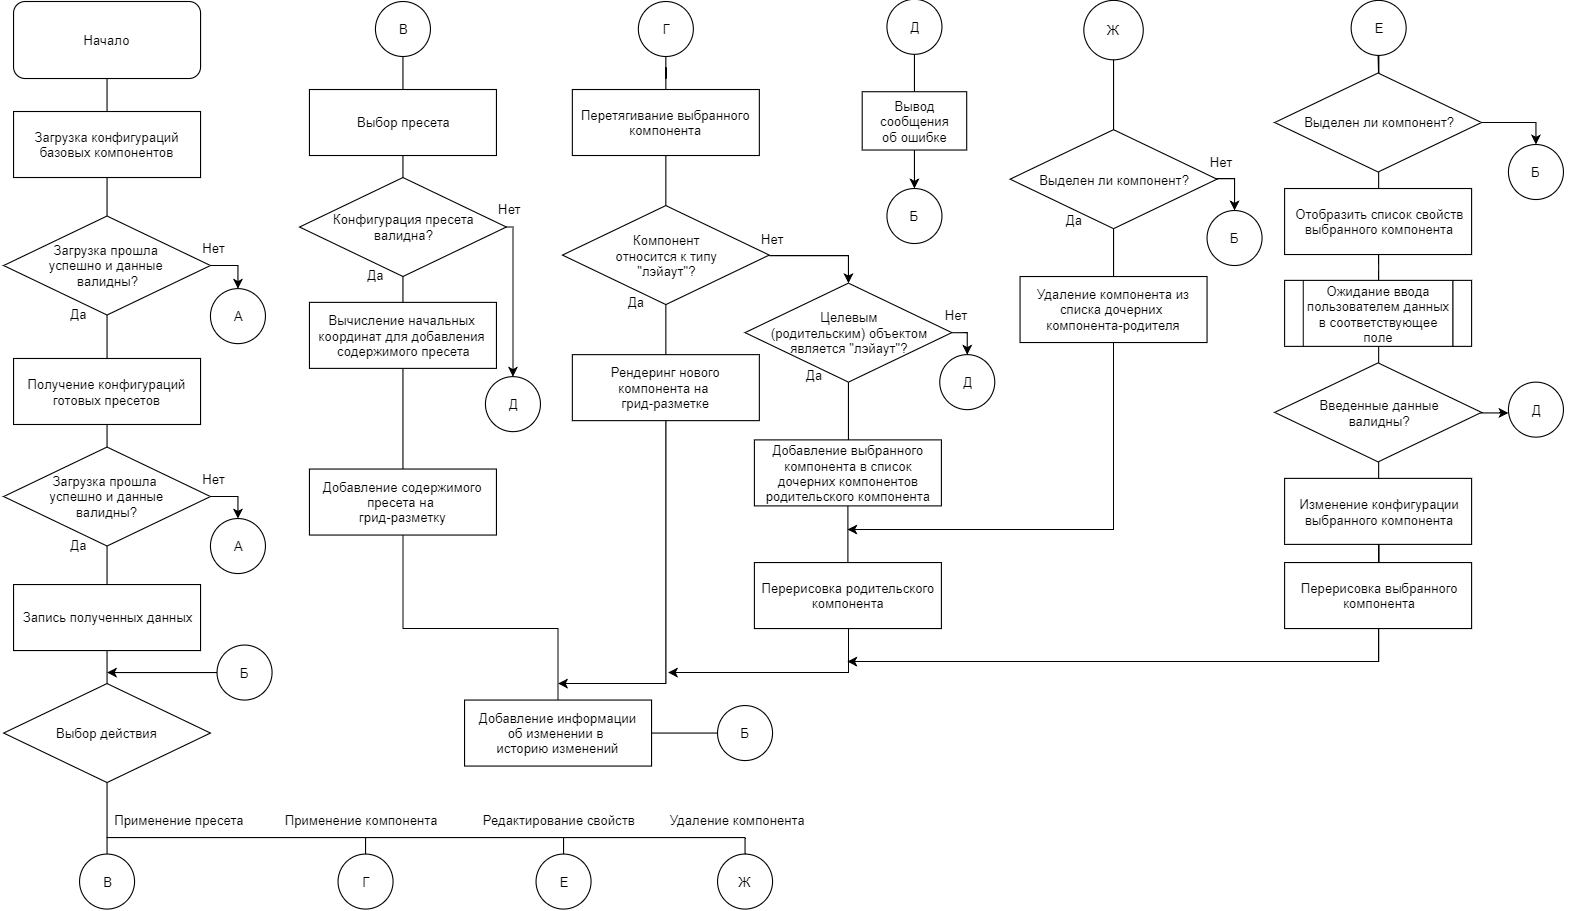 Начало
Загрузка конфигураций
базовых компонентов
Загрузка прошла
успешно и данные
валидны?
Нет
Да
А
Получение конфигураций
готовых пресетов
Загрузка прошла
успешно и данные
валидны?
Нет
Да
А
Запись полученных данных
Б
Выбор действия
Применение пресета
Применение компонента
Редактирование свойств
Удаление компонента
В
Г
Е
Ж
В
Выбор пресета
Конфигурация пресета
валидна?
Нет
Да
Вычисление начальных
координат для добавления
содержимого пресета
Д
Добавление содержимого
пресета на
грид-разметку
Г
Перетягивание выбранного
компонента
Компонент
относится к типу
"лэйаут"?
Нет
Да
Рендеринг нового
компонента на
грид-разметке
Целевым
(родительским) объектом
является "лэйаут"?
Нет
Да
Д
Добавление выбранного
компонента в список
дочерних компонентов
родительского компонента
Перерисовка родительского
компонента
Добавление информации
об изменении в
историю изменений
Б
Д
Вывод
сообщения
об ошибке
Б
Ж
Выделен ли компонент?
Нет
Да
Б
Удаление компонента из
списка дочерних
компонента-родителя
Е
Выделен ли компонент?
Б
Отобразить список свойств
выбранного компонента
Ожидание ввода
пользователем данных
в соответствующее
поле
Введенные данные
валидны?
Д
Изменение конфигурации
выбранного компонента
Перерисовка выбранного
компонента